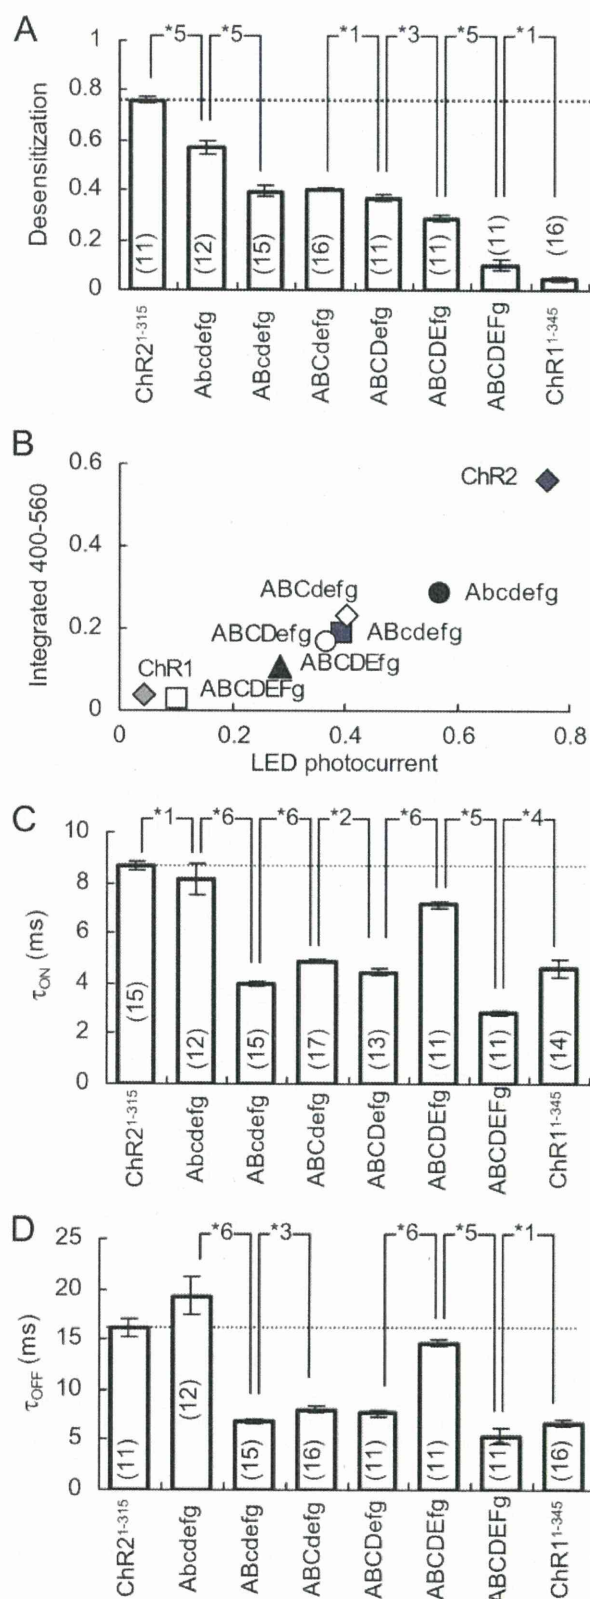 A
*5 *5 *1 *3 *5 *1
1
0.8
0.6
0.4
0.2
0
Desensitization
(11) (12) (15) (16) (11) (11) (11) (16)
ChR2¹⁻³¹⁵ Abcdefg ABcdefg ABCdefg ABCDefg ABCDEfg ABCDEFg ChR1¹⁻³⁴⁵
B
0.6
0.4
0.2
0
Integrated 400-560
ChR2
Abcdefg
ABCdefg
ABcdefg
ABCDefg
ABCDEfg
ChR1
ABCDEFg
0 0.2 0.4 0.6 0.8
LED photocurrent
C
*1 *6 *6 *2 *6 *5 *4
10
8
6
4
2
0
τON (ms)
(15) (12) (15) (17) (13) (11) (11) (14)
ChR2¹⁻³¹⁵ Abcdefg ABcdefg ABCdefg ABCDefg ABCDEfg ABCDEFg ChR1¹⁻³⁴⁵
D
*6 *3 *6 *5 *1
25
20
15
10
5
0
τOFF (ms)
(11) (12) (15) (16) (11) (11) (11) (16)
ChR2¹⁻³¹⁵ Abcdefg ABcdefg ABCdefg ABCDefg ABCDEfg ABCDEFg ChR1¹⁻³⁴⁵